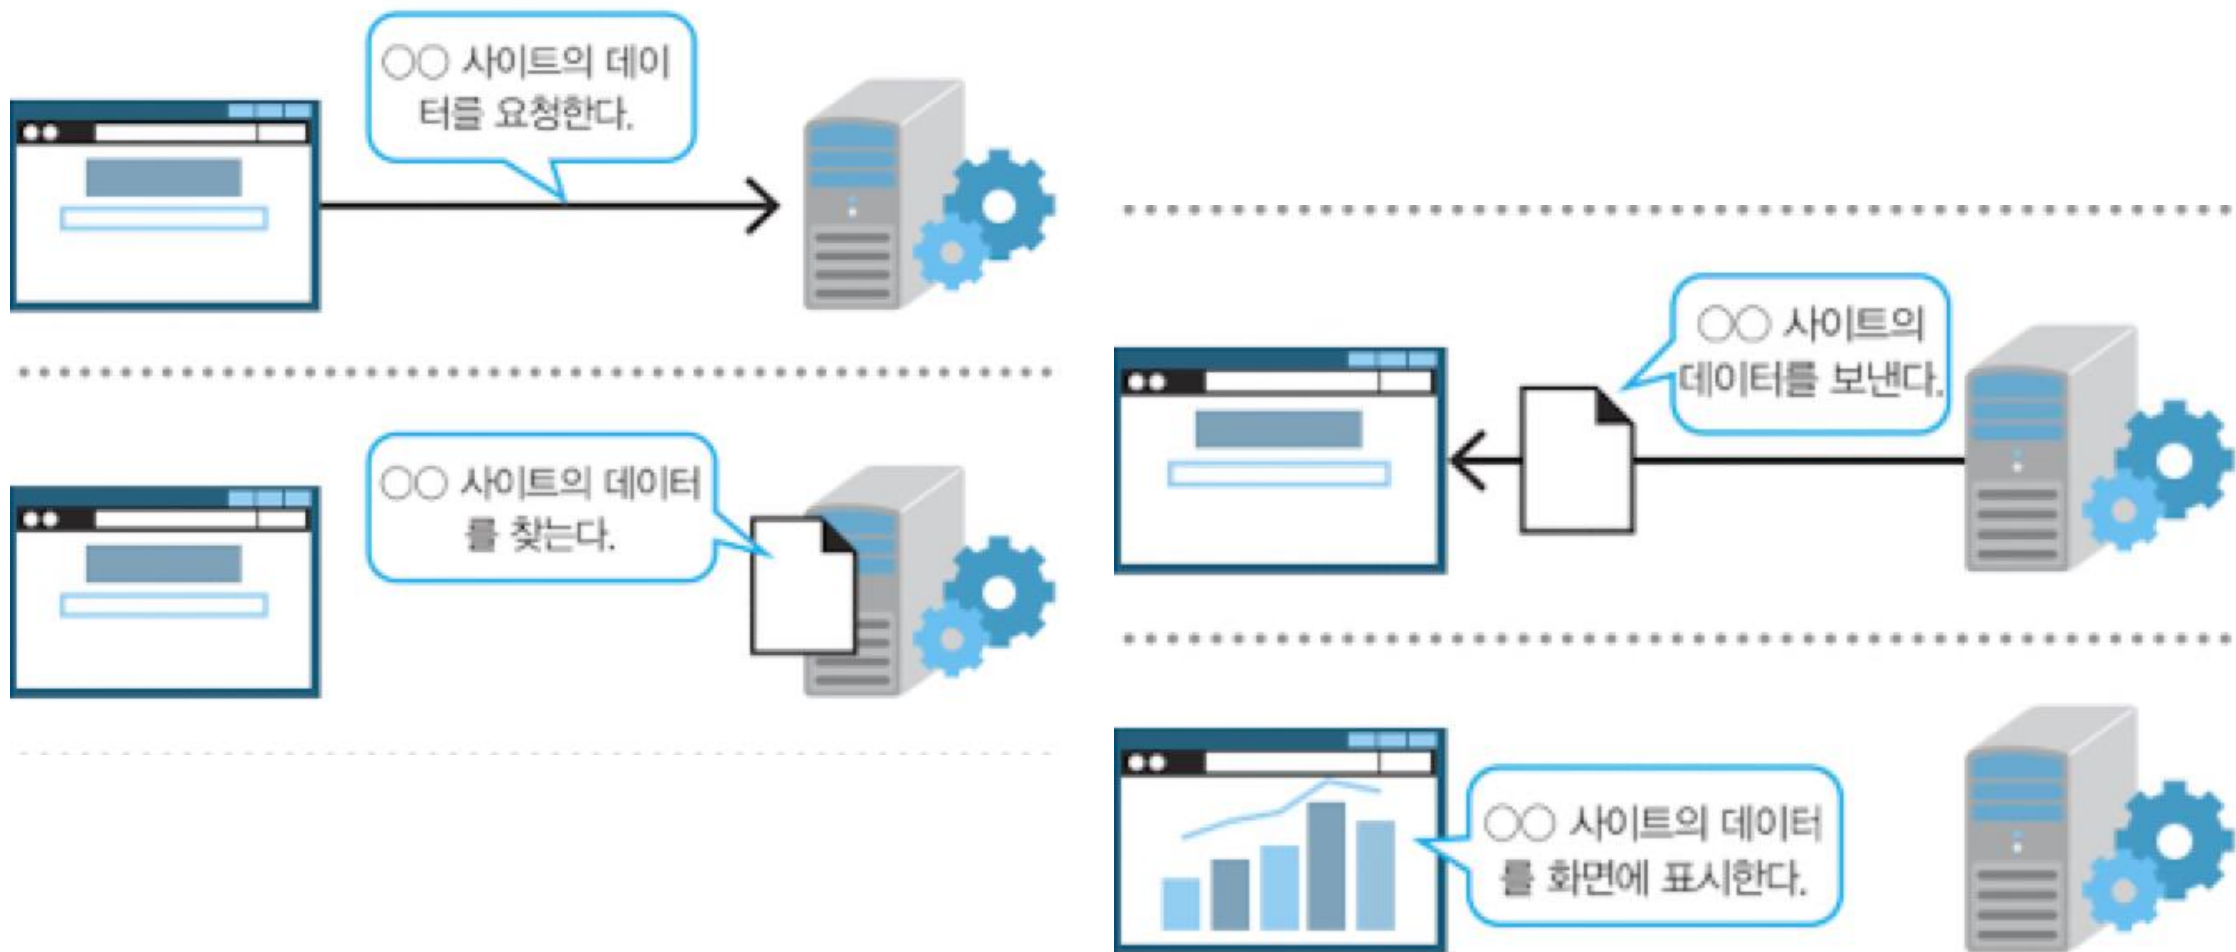 ○○ 사이트의 데이
터를 요청한다.
○○ 사이트의 데이터
를 찾는다.
○○ 사이트의
데이터를 보낸다.
○○ 사이트의 데이터
를 화면에 표시한다.